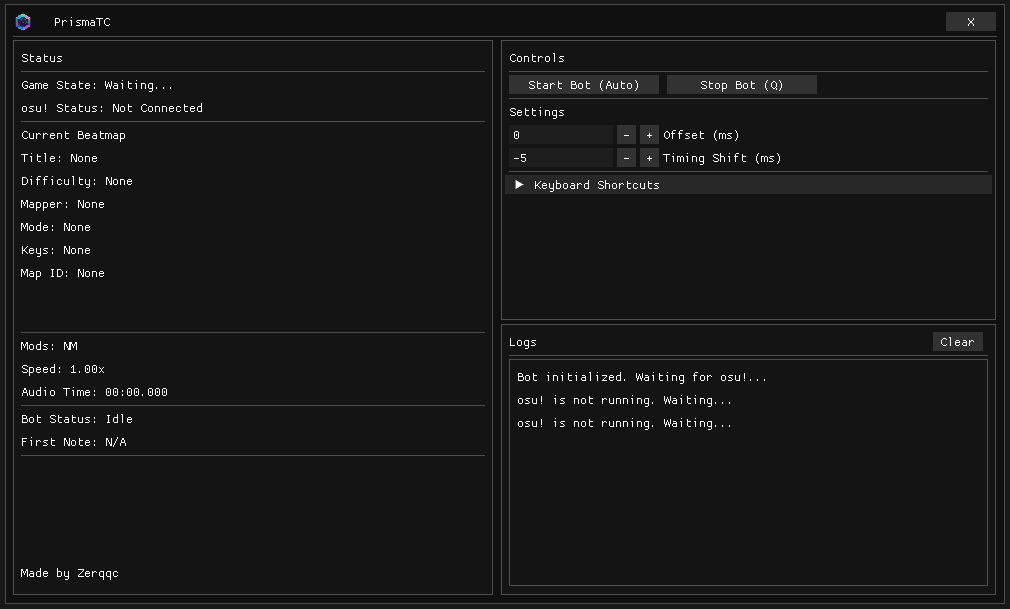 PrismaTC
X
Status
Game State: Waiting...
osu! Status: Not Connected
Current Beatmap
Title: None
Difficulty: None
Mapper: None
Mode: None
Keys: None
Map ID: None
Mods: NM
Speed: 1.00x
Audio Time: 00:00.000
Bot Status: Idle
First Note: N/A
Made by Zerqqc
Controls
Start Bot (Auto) Stop Bot (Q)
Settings
0 - + Offset (ms)
-5 - + Timing Shift (ms)
Keyboard Shortcuts
Logs
Clear
Bot initialized. Waiting for osu!...
osu! is not running. Waiting...
osu! is not running. Waiting...